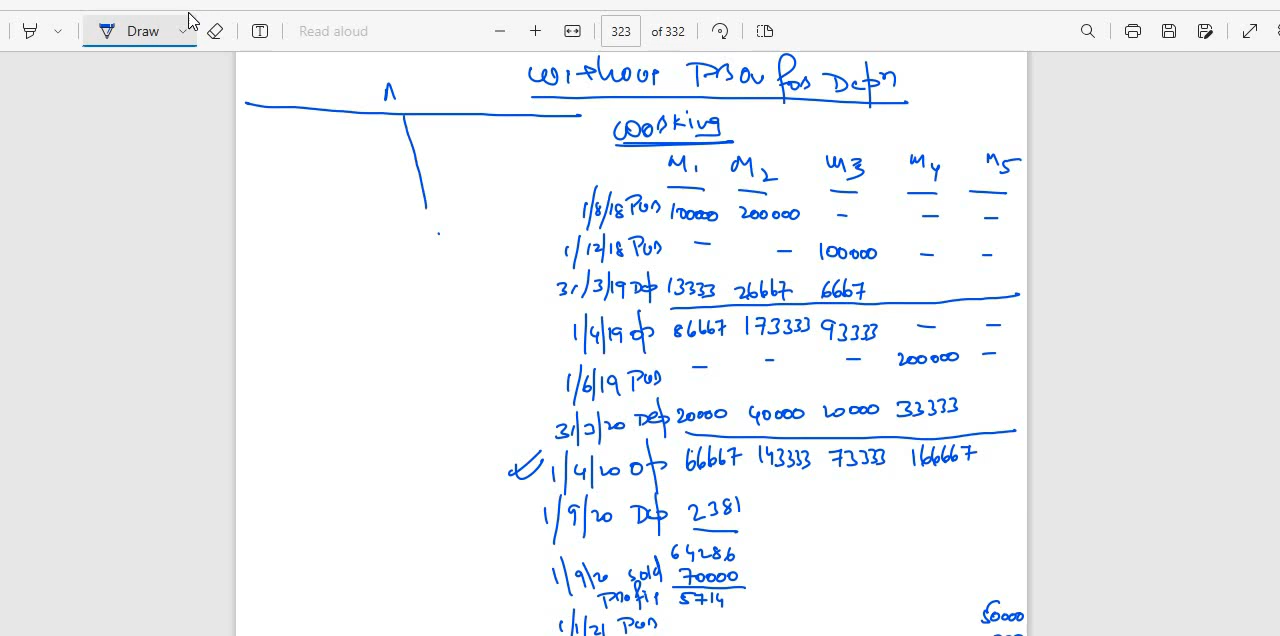 Draw T Read aloud 323 of 332
without Prov for Depn
Working
M1 M2 M3 M4 M5
1/8/18 Pur 100000 200000 - - -
1/12/18 Pur - - 100000 - -
31/3/19 Dep 13333 26667 6667
1/4/19 Op 86667 173333 93333 - -
1/6/19 Pur - - - 200000 -
31/3/20 Dep 20000 40000 20000 33333
1/4/20 Op 66667 143333 73333 166667
1/9/20 Dep 2381
64286
1/9/20 Sold 70000
Profit 5714
1/1/21 Pur
50000